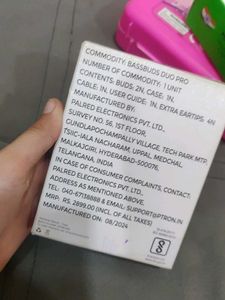 COMMODITY: BASSBUDS DUO PRO
NUMBER OF COMMODITY: 1 UNIT
CONTENTS: BUDS: 2N, CASE: 1N,
CABLE: 1N, USER GUIDE: 1N, EXTRA EARTIPS: 4N
MANUFACTURED BY:
PALRED ELECTRONICS PVT. LTD.,
SURVEY NO. 56, 1ST FLOOR,
GUNDLAPOCHAMPALLY VILLAGE, TECH PARK MTP,
TSIIC-IALA NACHARAM, UPPAL, MEDCHAL
MALKAJGIRI, HYDERABAD-500076,
TELANGANA, INDIA
IN CASE OF CONSUMER COMPLAINTS, CONTACT:
PALRED ELECTRONICS PVT. LTD.,
ADDRESS AS MENTIONED ABOVE.
TEL: 040-67138888 & EMAIL: SUPPORT@PTRON.IN
MRP: RS. 2899.00 (INCL. OF ALL TAXES)
MANUFACTURED ON: 08/2024